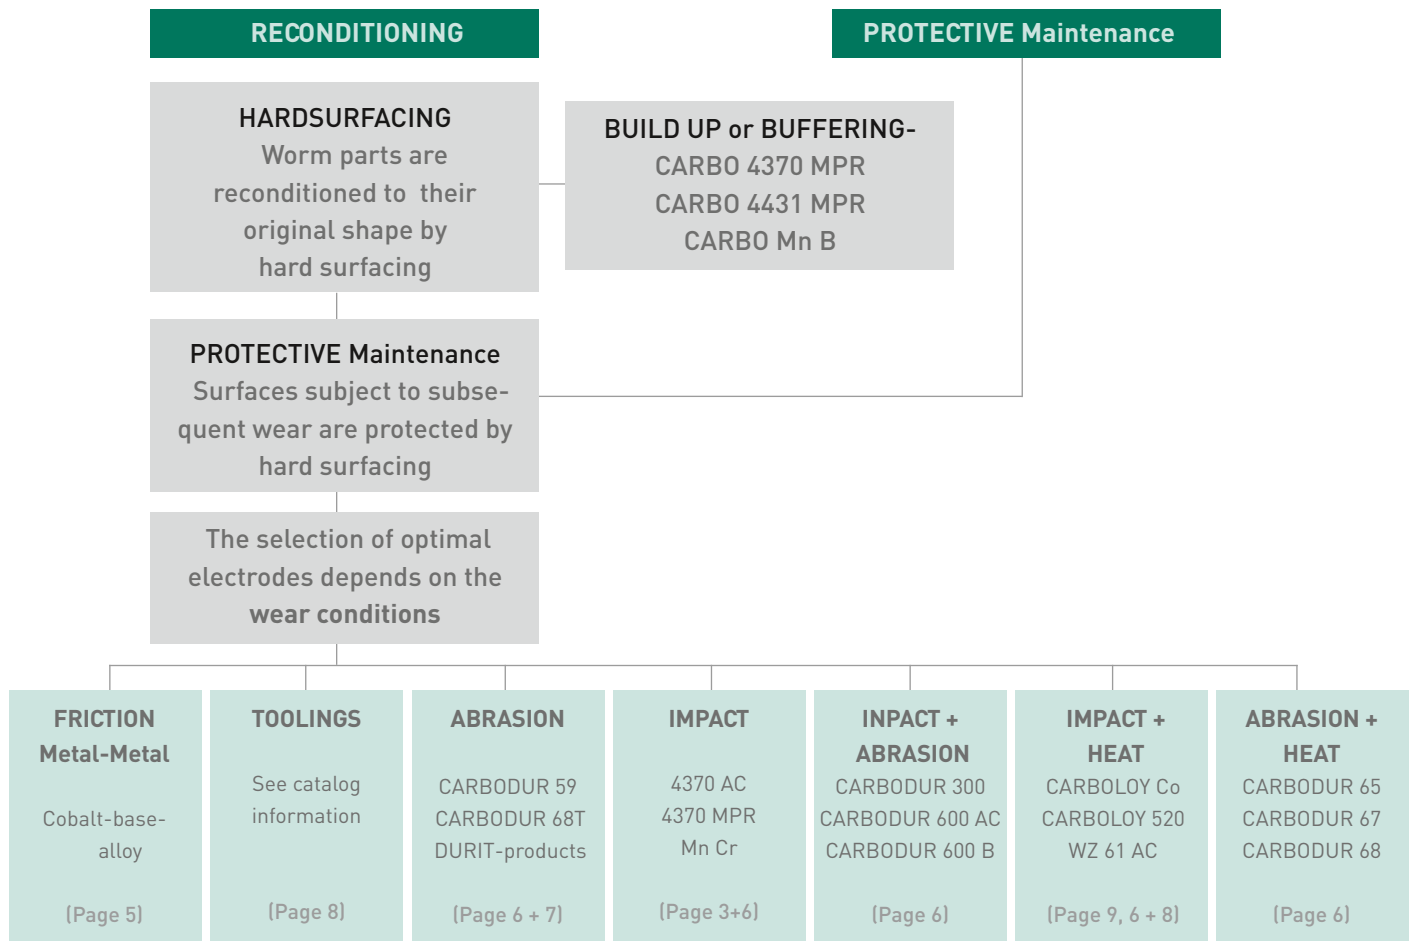 RECONDITIONING
PROTECTIVE Maintenance
HARDSURFACING
Worm parts are
reconditioned to their
original shape by
hard surfacing
BUILD UP or BUFFERING-
CARBO 4370 MPR
CARBO 4431 MPR
CARBO Mn B
PROTECTIVE Maintenance
Surfaces subject to subse-
quent wear are protected by
hard surfacing
The selection of optimal
electrodes depends on the
wear conditions
FRICTION
Metal-Metal
Cobalt-base-
alloy
(Page 5)
TOOLINGS
See catalog
information
(Page 8)
ABRASION
CARBODUR 59
CARBODUR 68T
DURIT-products
(Page 6 + 7)
IMPACT
4370 AC
4370 MPR
Mn Cr
(Page 3+6)
INPACT +
ABRASION
CARBODUR 300
CARBODUR 600 AC
CARBODUR 600 B
(Page 6)
IMPACT +
HEAT
CARBOLOY Co
CARBOLOY 520
WZ 61 AC
(Page 9, 6 + 8)
ABRASION +
HEAT
CARBODUR 65
CARBODUR 67
CARBODUR 68
(Page 6)